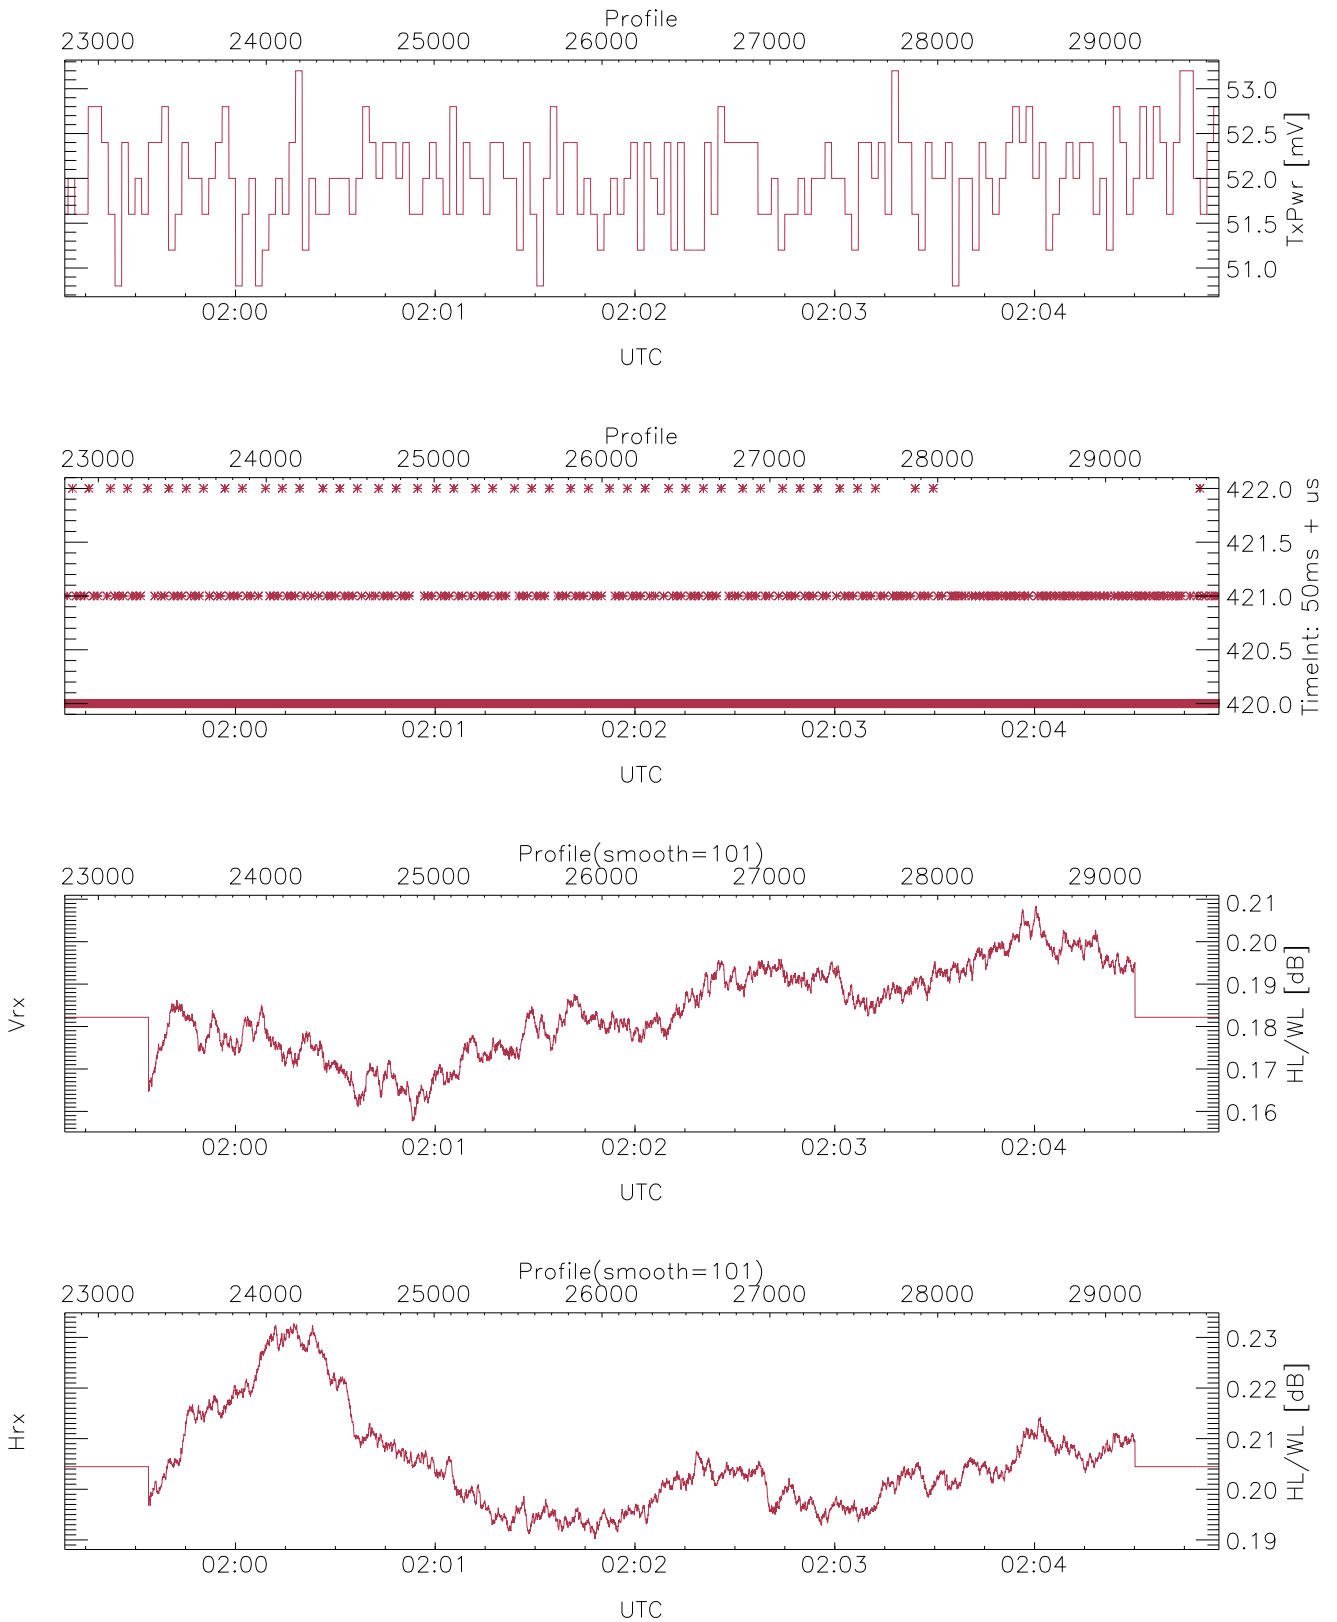 Profile
23000 24000 25000 26000 27000 28000 29000
53.0
52.5
52.0
51.5
51.0
TxPwr [mV]
02:00 02:01 02:02 02:03 02:04
UTC
Profile
23000 24000 25000 26000 27000 28000 29000
422.0
421.5
421.0
420.5
420.0
TimeInt: 50ms + us
02:00 02:01 02:02 02:03 02:04
UTC
Profile(smooth=101)
23000 24000 25000 26000 27000 28000 29000
Vrx
0.21
0.20
0.19
0.18
0.17
0.16
HL/WL [dB]
02:00 02:01 02:02 02:03 02:04
UTC
Profile(smooth=101)
23000 24000 25000 26000 27000 28000 29000
Hrx
0.23
0.22
0.21
0.20
0.19
HL/WL [dB]
02:00 02:01 02:02 02:03 02:04
UTC